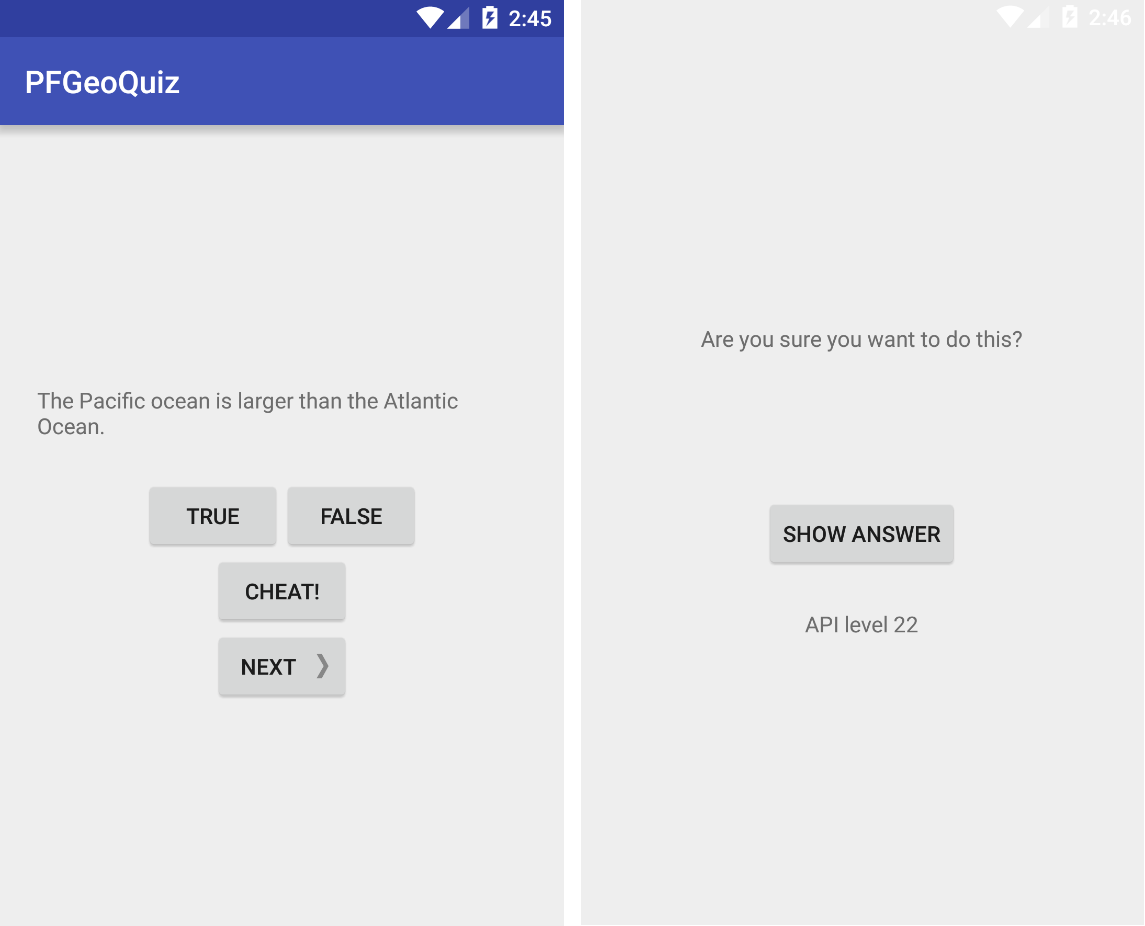 2:45
PFGeoQuiz
The Pacific ocean is larger than the Atlantic
Ocean.
TRUE
FALSE
CHEAT!
NEXT
2:46
Are you sure you want to do this?
SHOW ANSWER
API level 22